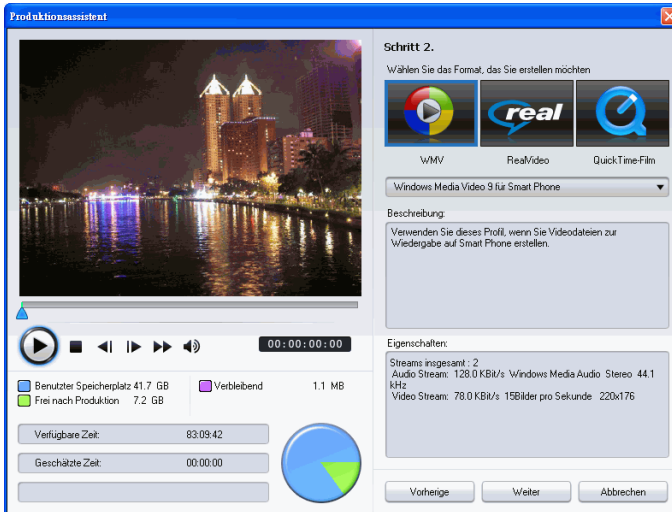 Produktionsassistent
Schritt 2.
Wählen Sie das Format, das Sie erstellen möchten
real
WMV
RealVideo
QuickTime-Film
Windows Media Video 9 für Smart Phone
Beschreibung:
Verwenden Sie dieses Profil, wenn Sie Videodateien zur
Wiedergabe auf Smart Phone erstellen.
00:00:00:00
Benutzter Speicherplatz 41.7 GB
Verbleibend 1.1 MB
Frei nach Produktion 7.2 GB
Verfügbare Zeit: 83:09:42
Geschätzte Zeit: 00:00:00
Eigenschaften:
Streams insgesamt : 2
Audio Stream: 128.0 KBit/s Windows Media Audio Stereo 44.1
kHz
Video Stream: 78.0 KBit/s 15Bilder pro Sekunde 220x176
Vorherige
Weiter
Abbrechen